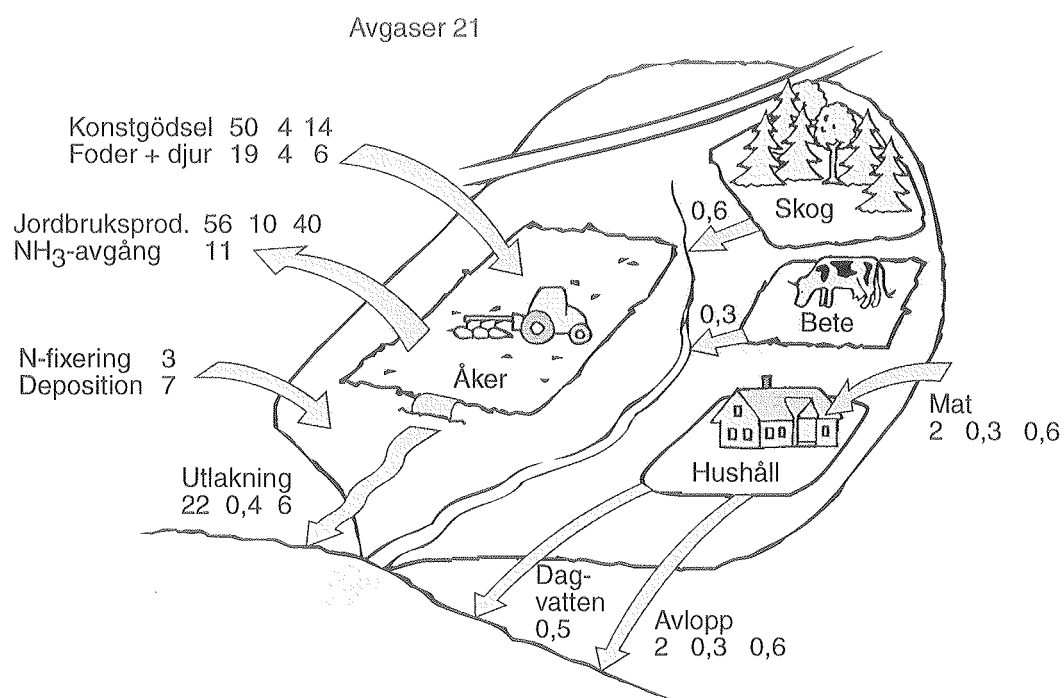 Avgaser 21
Konstgödsel 50 4 14
Foder + djur 19 4 6
Jordbruksprod. 56 10 40
NH3-avgång 11
N-fixering 3
Deposition 7
Utlakning
22 0,4 6
Åker
0,6
Skog
0,3
Bete
Mat
2 0,3 0,6
Hushåll
Dag-
vatten
0,5
Avlopp
2 0,3 0,6